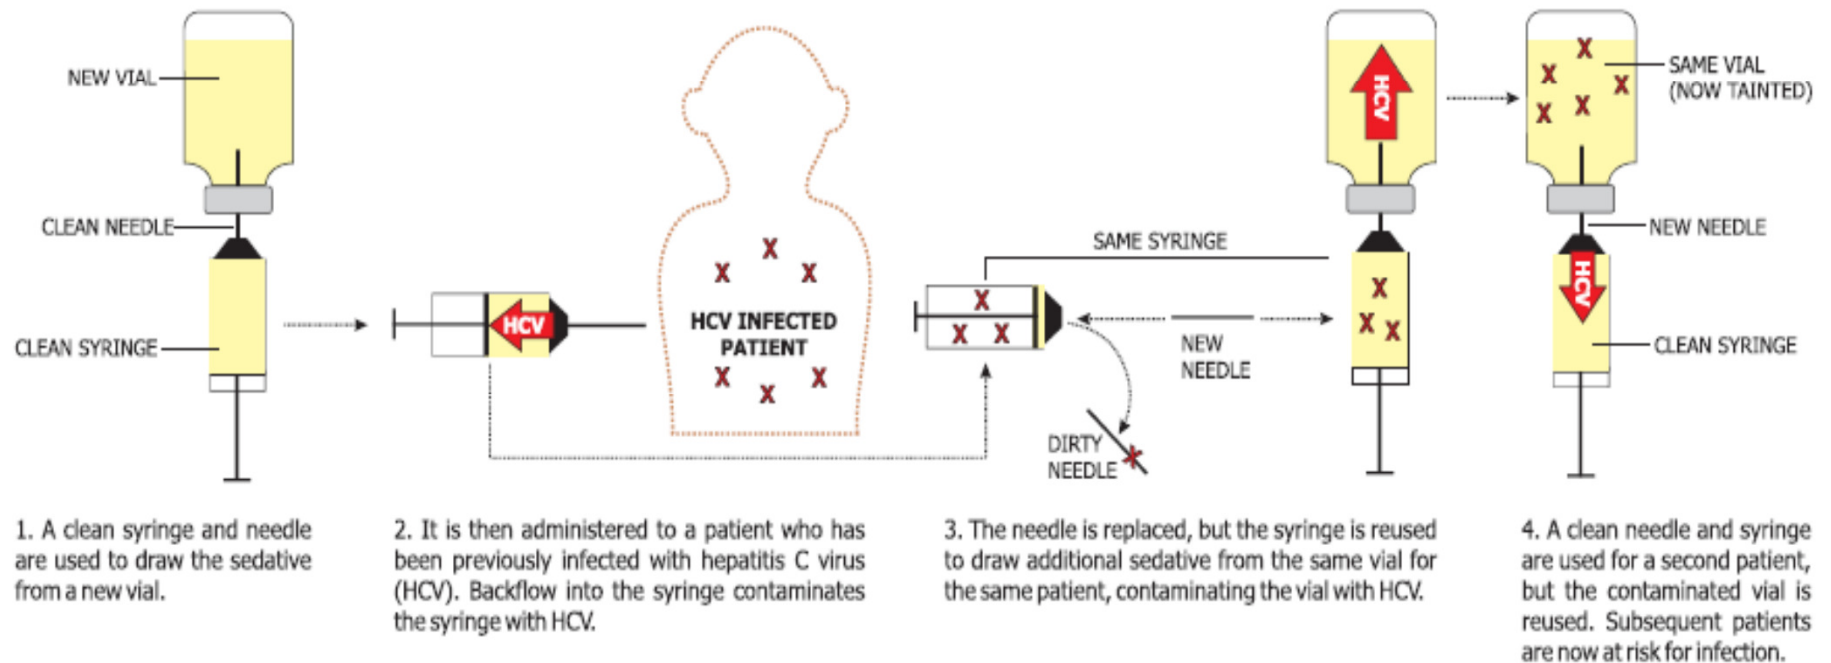 NEW VIAL
CLEAN NEEDLE
CLEAN SYRINGE
HCV
HCV INFECTED
PATIENT
SAME SYRINGE
NEW
NEEDLE
DIRTY
NEEDLE
HCV
SAME VIAL
(NOW TAINTED)
NEW NEEDLE
HCV
CLEAN SYRINGE
1. A clean syringe and needle
are used to draw the sedative
from a new vial.
2. It is then administered to a patient who has
been previously infected with hepatitis C virus
(HCV). Backflow into the syringe contaminates
the syringe with HCV.
3. The needle is replaced, but the syringe is reused
to draw additional sedative from the same vial for
the same patient, contaminating the vial with HCV.
4. A clean needle and syringe
are used for a second patient,
but the contaminated vial is
reused. Subsequent patients
are now at risk for infection.